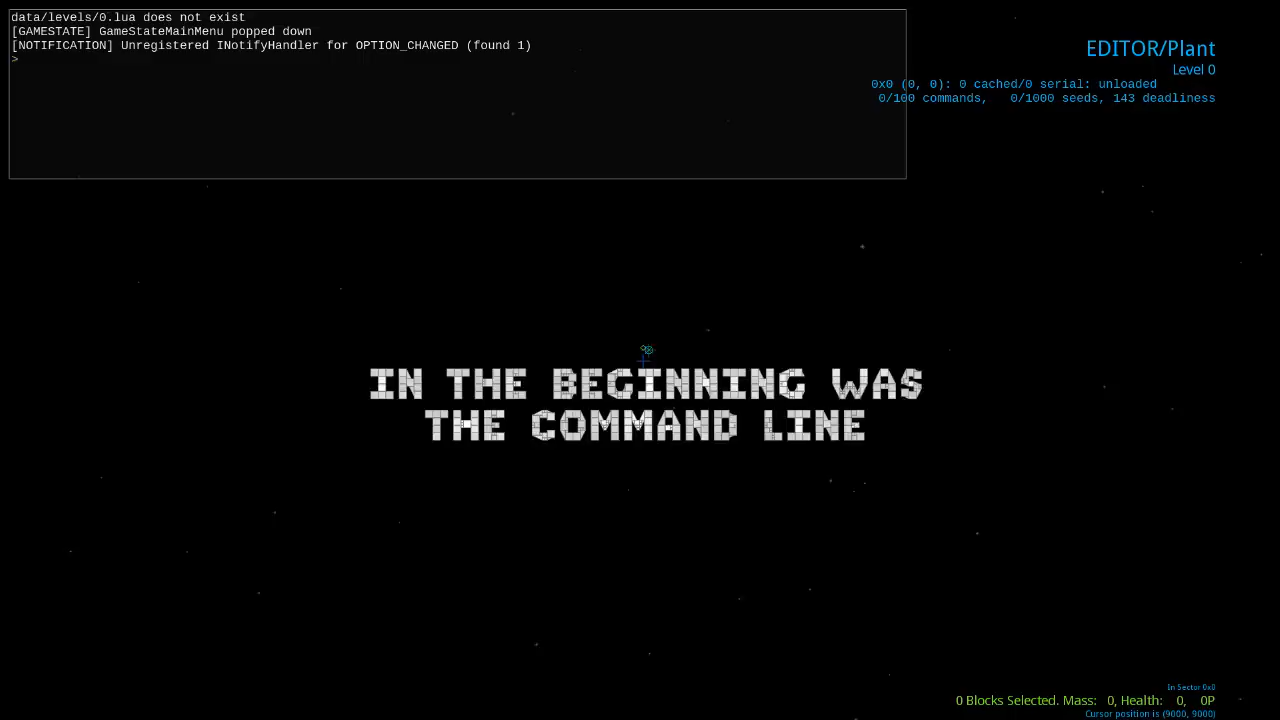 data/levels/0.lua does not exist
[GAMESTATE] GameStateMainMenu popped down
[NOTIFICATION] Unregistered INotifyHandler for OPTION_CHANGED (found 1)
>
EDITOR/Plant
Level 0
0x0 (0, 0): 0 cached/0 serial: unloaded
0/100 commands,   0/1000 seeds, 143 deadliness
IN THE BEGINNING WAS
THE COMMAND LINE
In Sector 0x0
0 Blocks Selected. Mass:   0, Health:   0,   0P
Cursor position is (9000, 9000)